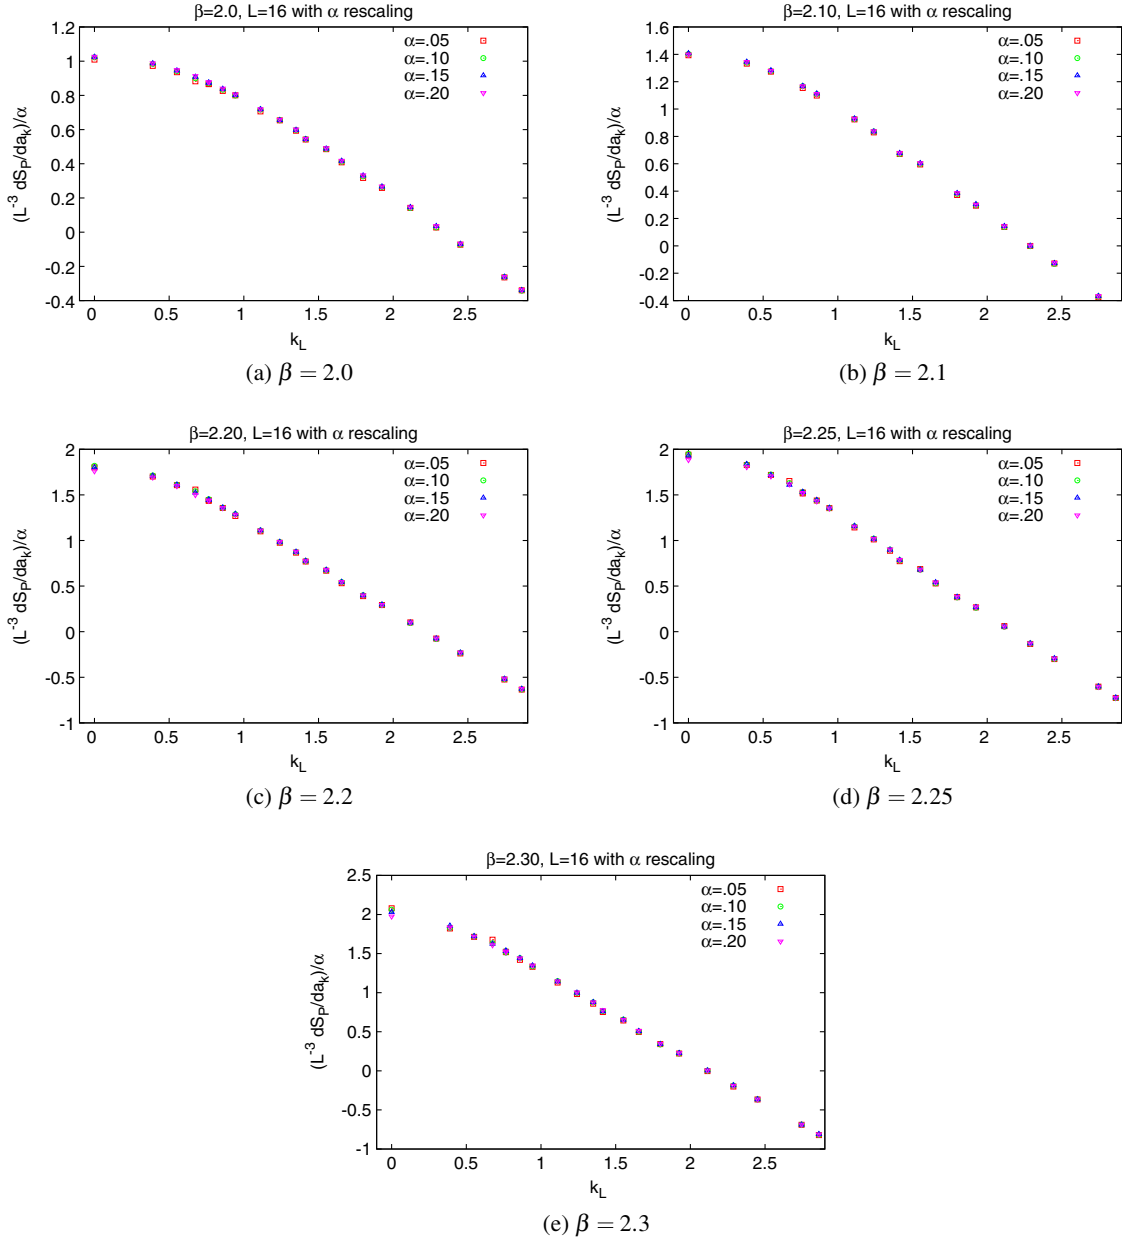 β=2.0, L=16 with α rescaling
α=.05
α=.10
α=.15
α=.20
1.2
1
0.8
0.6
0.4
0.2
0
-0.2
-0.4
(L⁻³ dS_P/da_k)/α
0 0.5 1 1.5 2 2.5
k_L
(a) β = 2.0
β=2.10, L=16 with α rescaling
α=.05
α=.10
α=.15
α=.20
1.6
1.4
1.2
1
0.8
0.6
0.4
0.2
0
-0.2
-0.4
(L⁻³ dS_P/da_k)/α
0 0.5 1 1.5 2 2.5
k_L
(b) β = 2.1
β=2.20, L=16 with α rescaling
α=.05
α=.10
α=.15
α=.20
2
1.5
1
0.5
0
-0.5
-1
(L⁻³ dS_P/da_k)/α
0 0.5 1 1.5 2 2.5
k_L
(c) β = 2.2
β=2.25, L=16 with α rescaling
α=.05
α=.10
α=.15
α=.20
2
1.5
1
0.5
0
-0.5
-1
(L⁻³ dS_P/da_k)/α
0 0.5 1 1.5 2 2.5
k_L
(d) β = 2.25
β=2.30, L=16 with α rescaling
α=.05
α=.10
α=.15
α=.20
2.5
2
1.5
1
0.5
0
-0.5
-1
(L⁻³ dS_P/da_k)/α
0 0.5 1 1.5 2 2.5
k_L
(e) β = 2.3